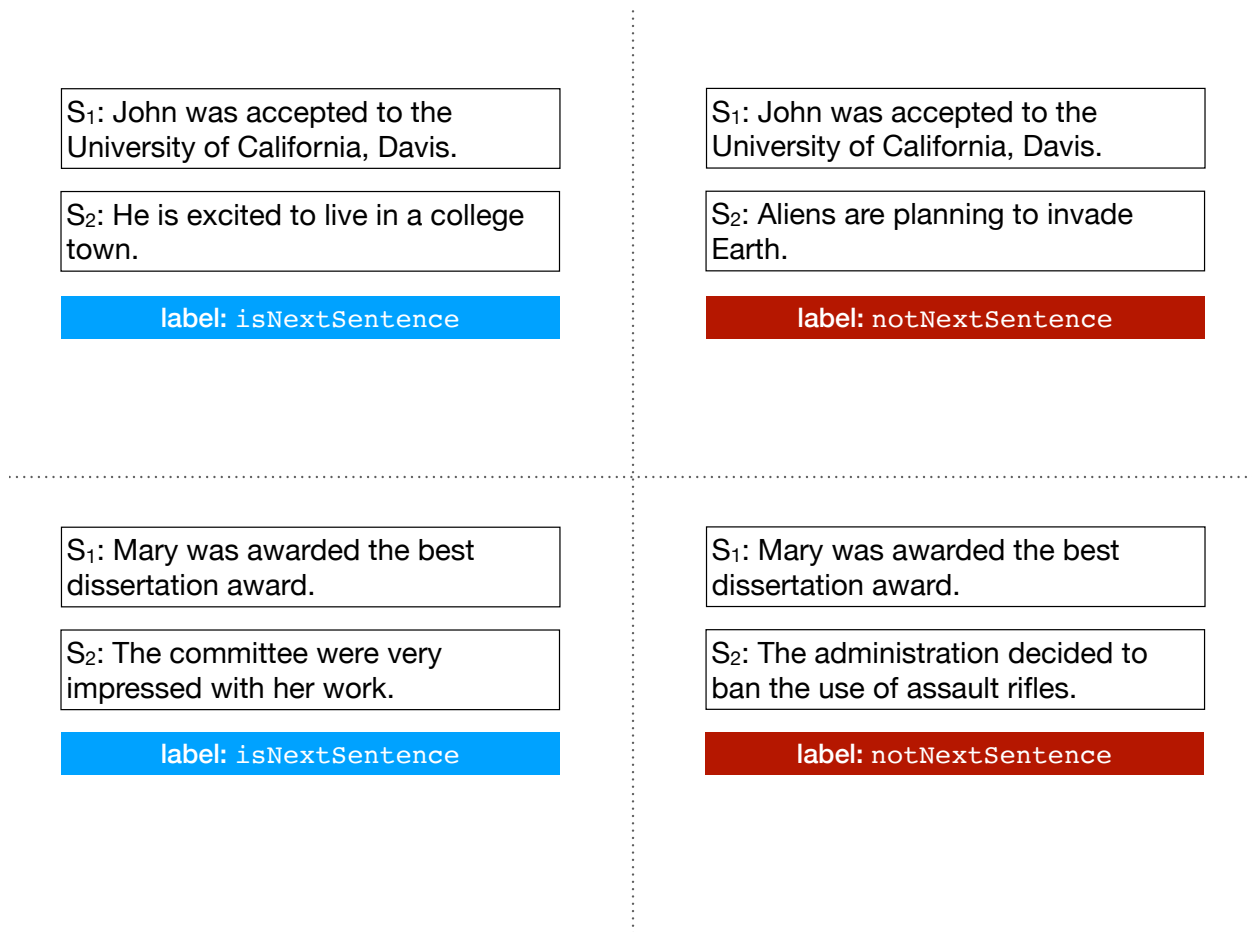 S₁: John was accepted to the
University of California, Davis.
S₂: He is excited to live in a college
town.
label: isNextSentence
S₁: John was accepted to the
University of California, Davis.
S₂: Aliens are planning to invade
Earth.
label: notNextSentence
S₁: Mary was awarded the best
dissertation award.
S₂: The committee were very
impressed with her work.
label: isNextSentence
S₁: Mary was awarded the best
dissertation award.
S₂: The administration decided to
ban the use of assault rifles.
label: notNextSentence